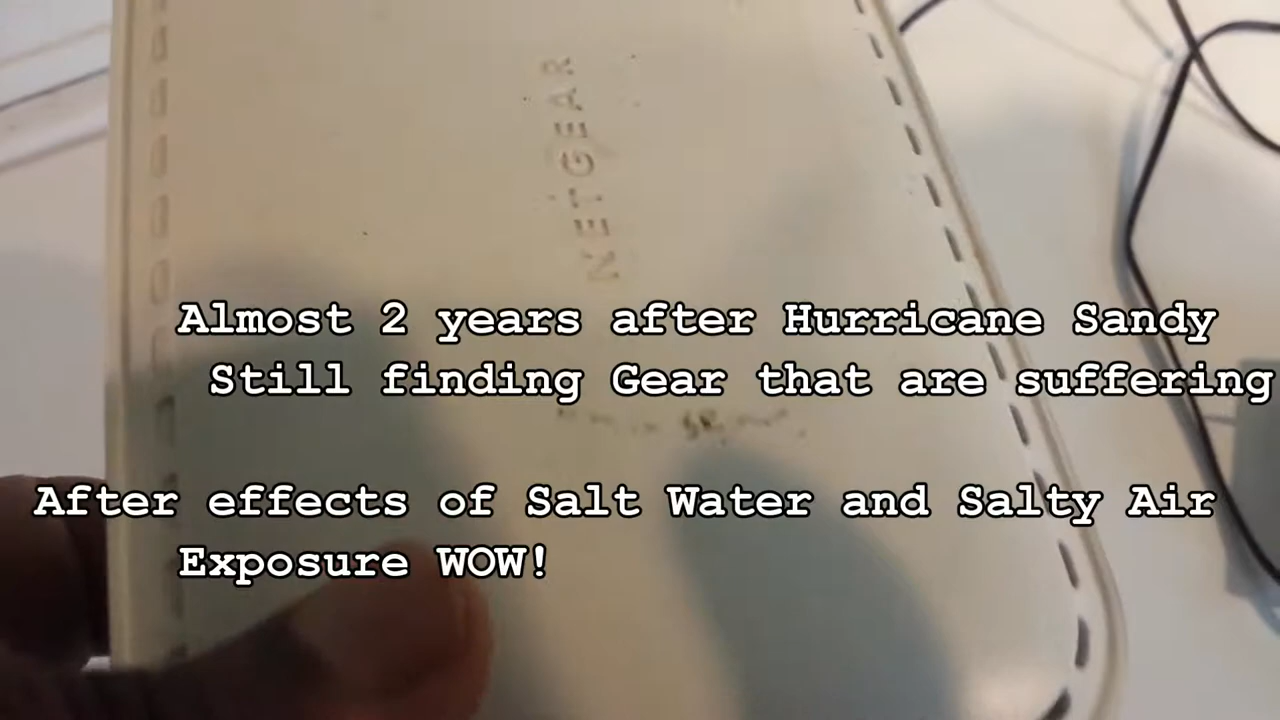 NETGEAR
Almost 2 years after Hurricane Sandy
Still finding Gear that are suffering
After effects of Salt Water and Salty Air
Exposure WOW!